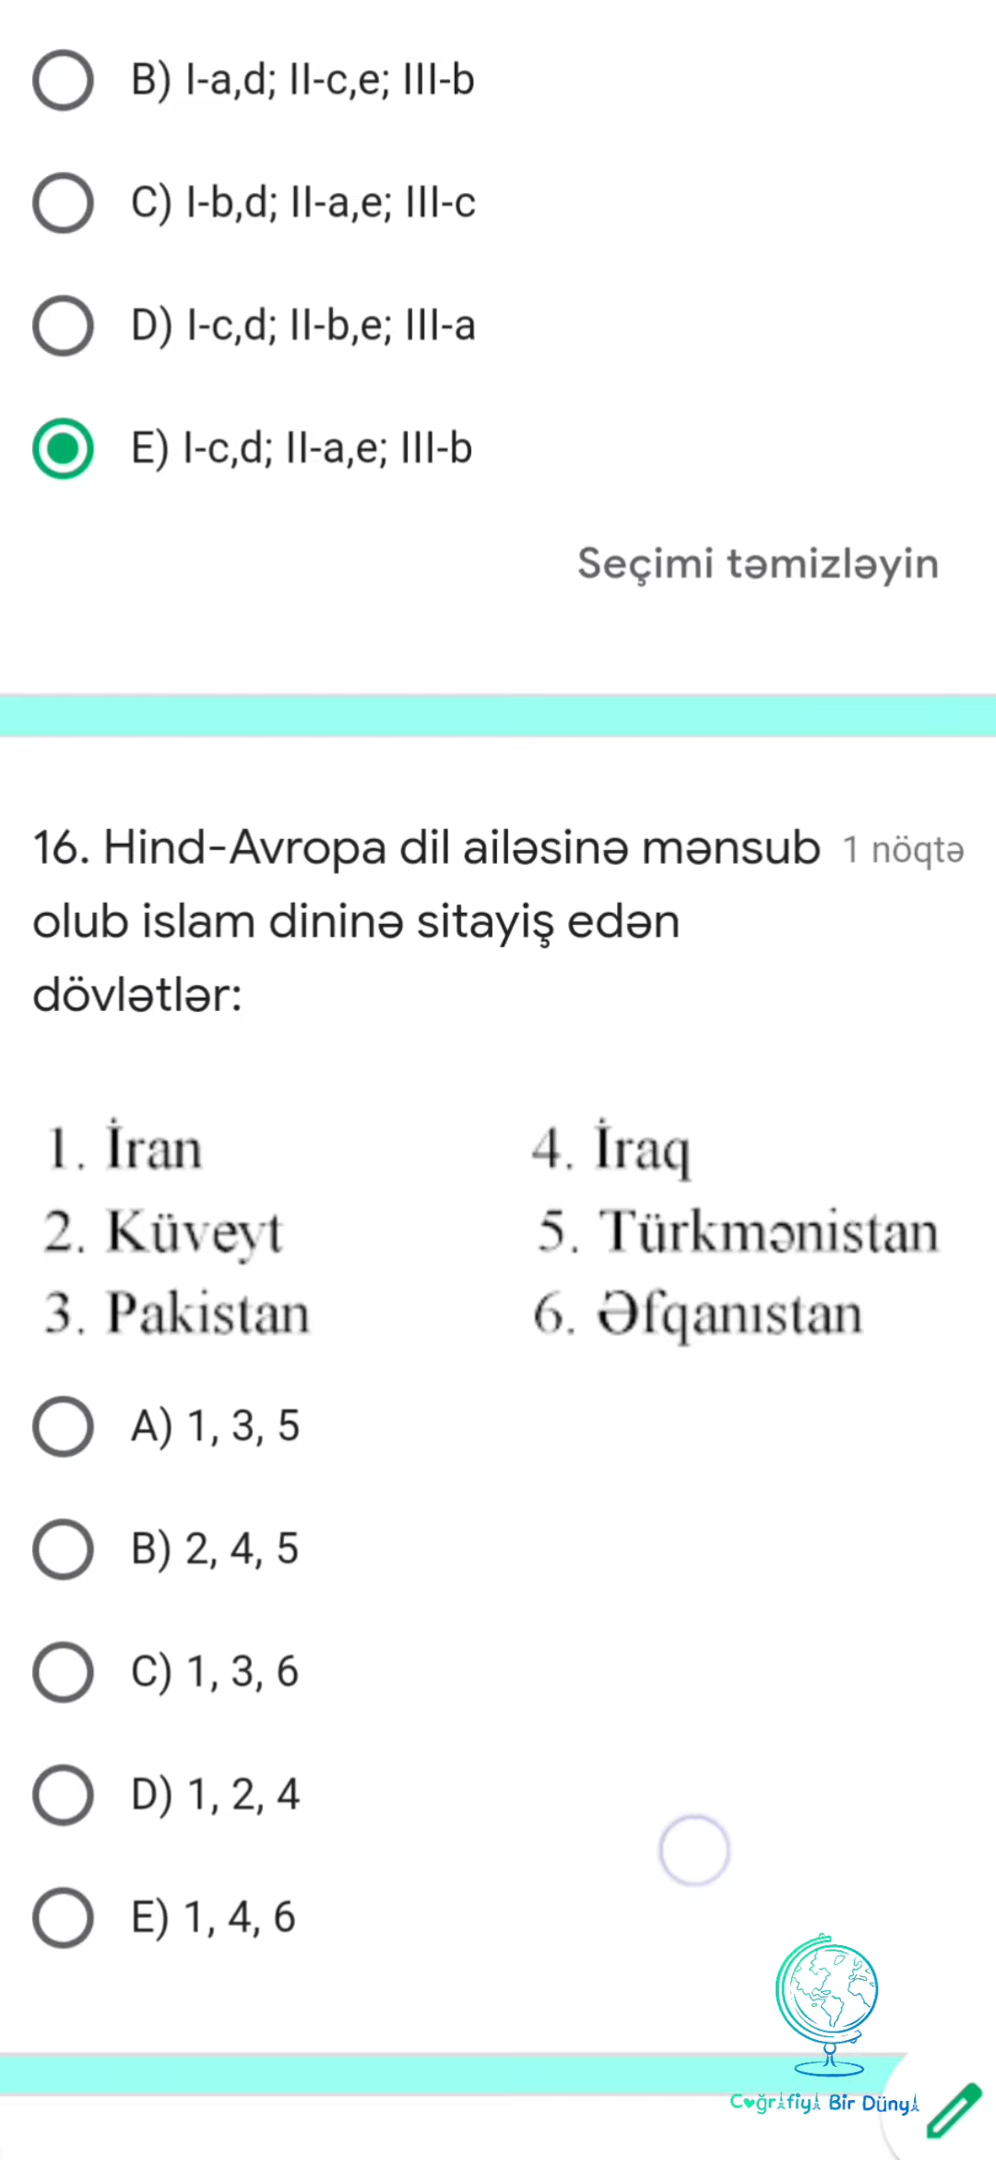 B) I-a,d; II-c,e; III-b
C) I-b,d; II-a,e; III-c
D) I-c,d; II-b,e; III-a
E) I-c,d; II-a,e; III-b
Seçimi təmizləyin
16. Hind-Avropa dil ailəsinə mənsub 1 nöqtə
olub islam dininə sitayiş edən
dövlətlər:
1. İran 4. İraq
2. Küveyt 5. Türkmənistan
3. Pakistan 6. Əfqanıstan
A) 1, 3, 5
B) 2, 4, 5
C) 1, 3, 6
D) 1, 2, 4
E) 1, 4, 6
Coğrafiya Bir Dünya